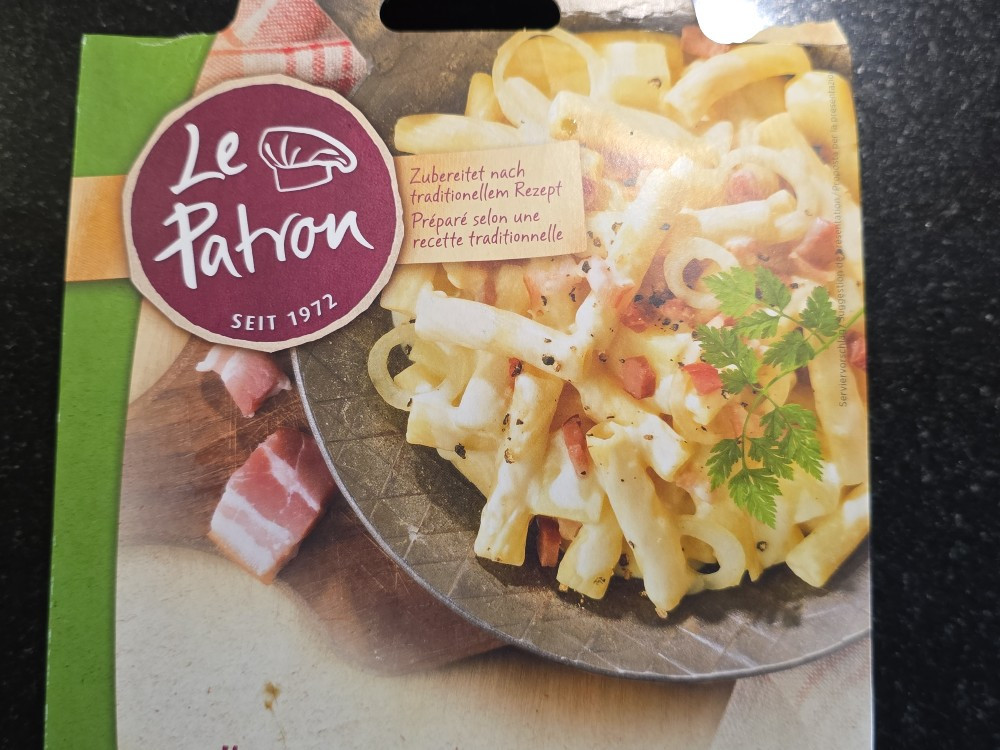 Le
Patron
SEIT 1972
Zubereitet nach
traditionellem Rezept
Préparé selon une
recette traditionnelle